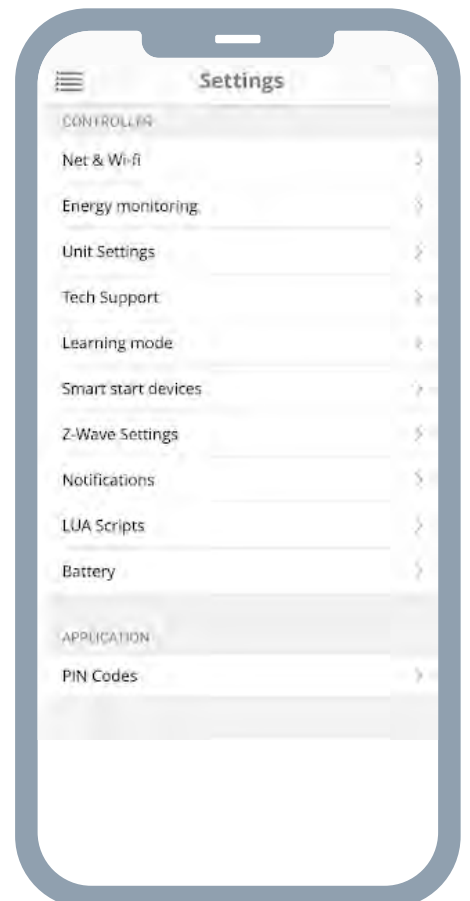 Settings
CONTROLLER
Net & Wi-fi
Energy monitoring
Unit Settings
Tech Support
Learning mode
Smart start devices
Z-Wave Settings
Notifications
LUA Scripts
Battery
APPLICATION
PIN Codes